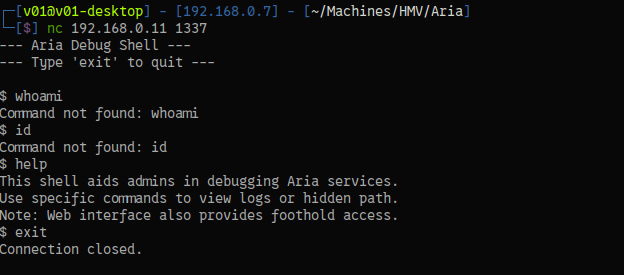 [v01@v01-desktop] - [192.168.0.7] - [~/Machines/HMV/Aria]
[$] nc 192.168.0.11 1337
--- Aria Debug Shell ---
--- Type 'exit' to quit ---
$ whoami
Command not found: whoami
$ id
Command not found: id
$ help
This shell aids admins in debugging Aria services.
Use specific commands to view logs or hidden path.
Note: Web interface also provides foothold access.
$ exit
Connection closed.